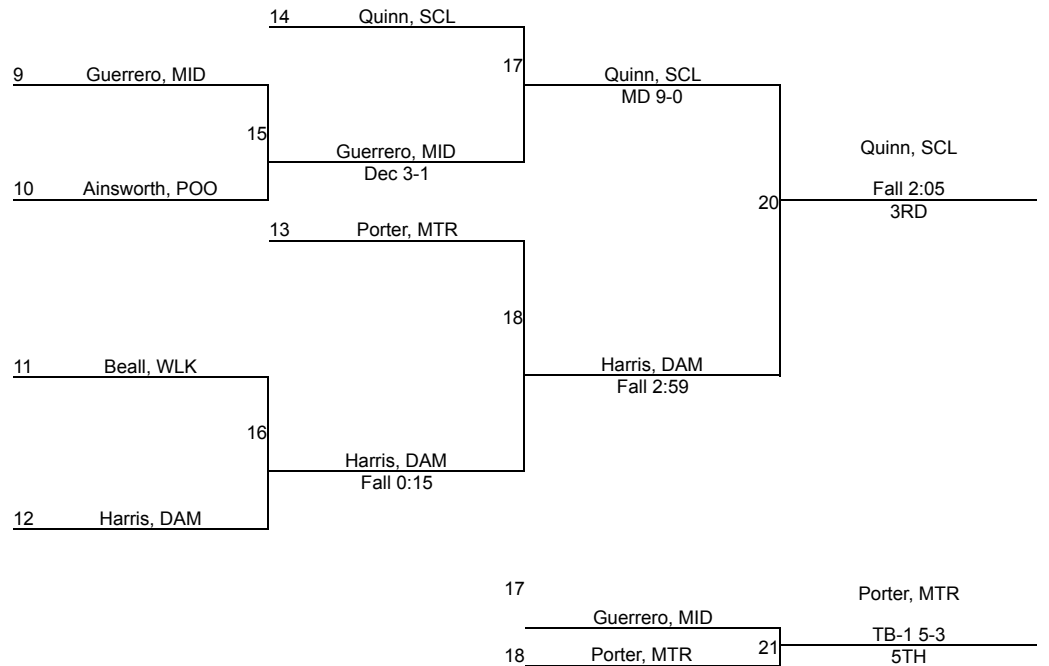 14 Quinn, SCL
17
9 Guerrero, MID
Quinn, SCL
MD 9-0
15
Guerrero, MID
Dec 3-1
Quinn, SCL
10 Ainsworth, POO
20
Fall 2:05
3RD
13 Porter, MTR
18
11 Beall, WLK
Harris, DAM
Fall 2:59
16
Harris, DAM
Fall 0:15
12 Harris, DAM
17
Guerrero, MID
Porter, MTR
21
TB-1 5-3
5TH
18 Porter, MTR